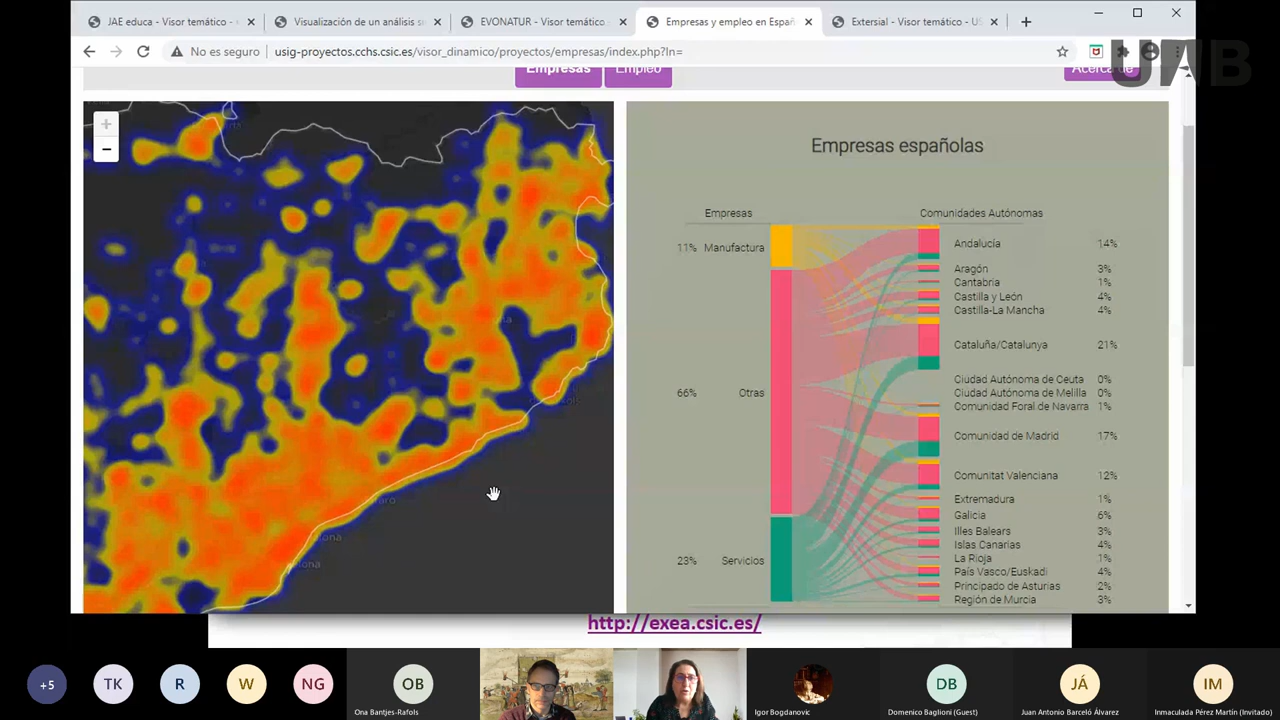 JAE educa - Visor temático -
Visualización de un análisis se
EVONATUR - Visor temático
Empresas y empleo en Españ
Extersial - Visor temático - US
No es seguro
usig-proyectos.cchs.csic.es/visor_dinamico/proyectos/empresas/index.php?ln=
UAB
Empresas
Empleo
Acerca de
+
−
Empresas españolas
Empresas
Comunidades Autónomas
11% Manufactura
66% Otras
23% Servicios
Andalucía 14%
Aragón 3%
Cantabria 1%
Castilla y León 4%
Castilla-La Mancha 4%
Cataluña/Catalunya 21%
Ciudad Autónoma de Ceuta 0%
Ciudad Autónoma de Melilla 0%
Comunidad Foral de Navarra 1%
Comunidad de Madrid 17%
Comunitat Valenciana 12%
Extremadura 1%
Galicia 6%
Illes Balears 3%
Islas Canarias 4%
La Rioja 1%
País Vasco/Euskadi 4%
Principado de Asturias 2%
Región de Murcia 3%
http://exea.csic.es/
+5
TK
R
W
NG
OB
Ona Bantjes-Rafols
Igor Bogdanovic
DB
Domenico Baglioni (Guest)
JÁ
Juan Antonio Barceló Álvarez
IM
Inmaculada Pérez Martín (Invitado)